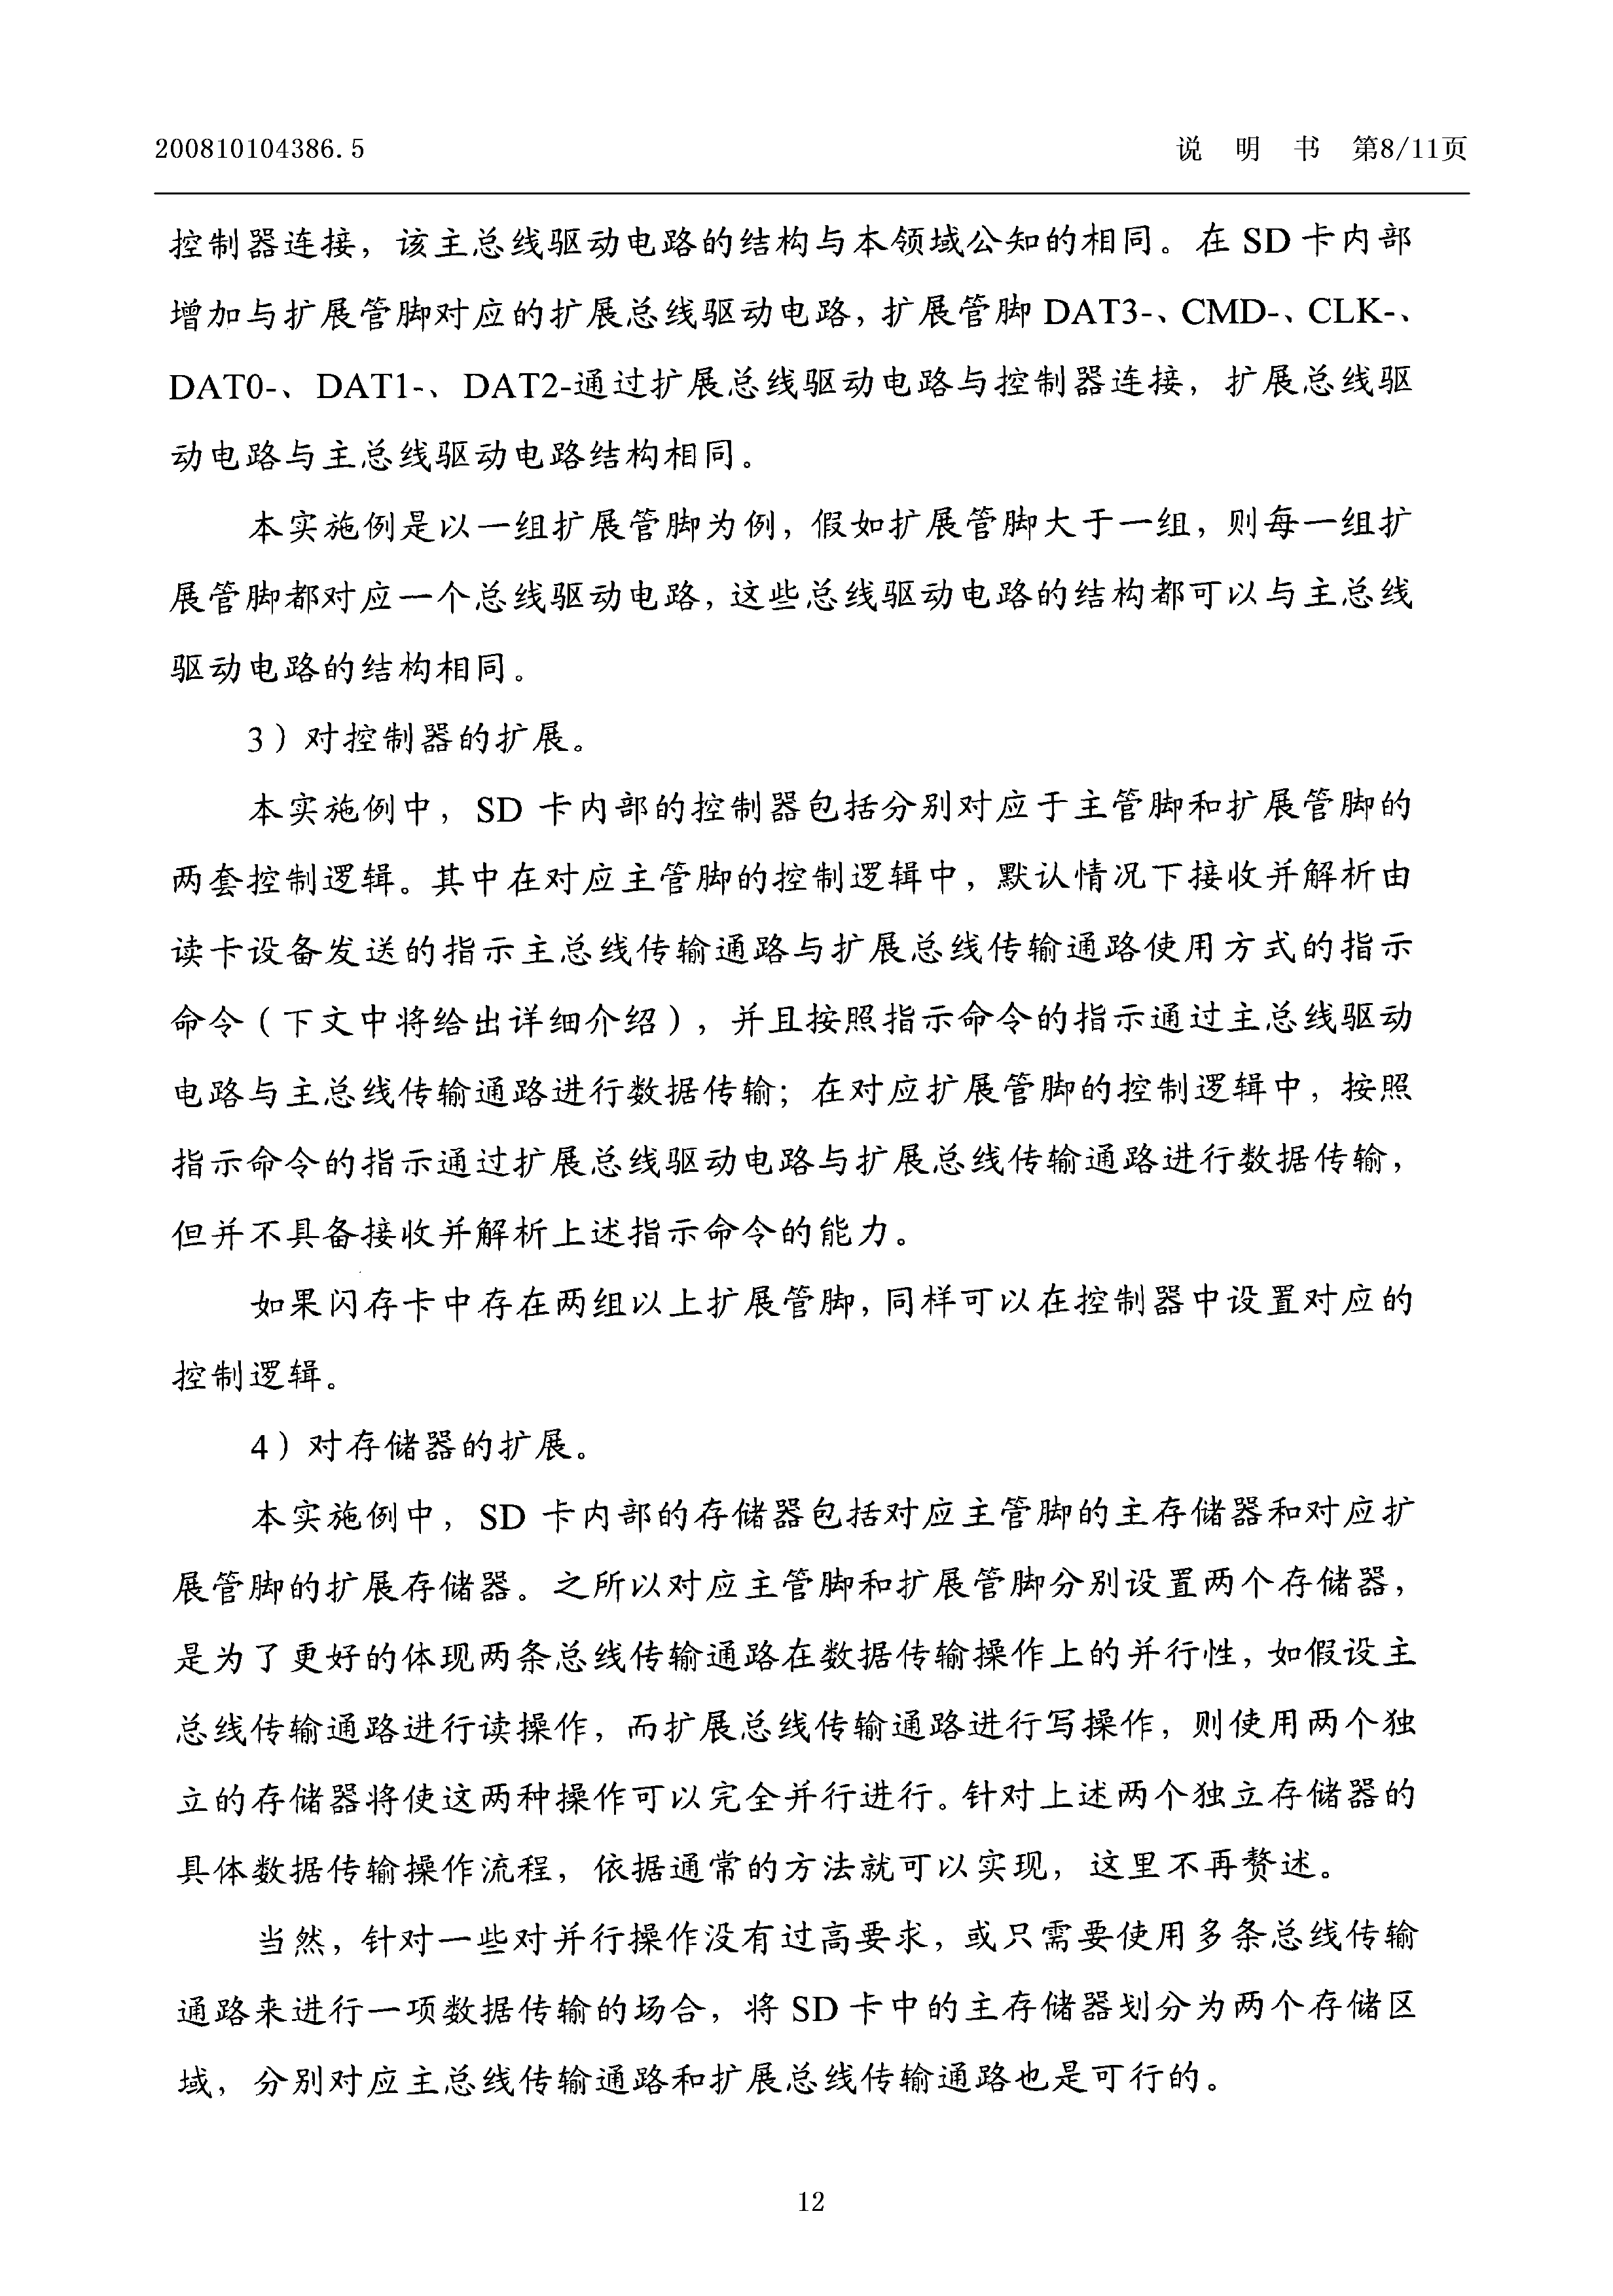 200810104386.5
说 明 书 第8/11页
控制器连接，该主总线驱动电路的结构与本领域公知的相同。在 SD 卡内部
增加与扩展管脚对应的扩展总线驱动电路，扩展管脚 DAT3-、CMD-、CLK-、
DAT0-、DAT1-、DAT2-通过扩展总线驱动电路与控制器连接，扩展总线驱
动电路与主总线驱动电路结构相同。
本实施例是以一组扩展管脚为例，假如扩展管脚大于一组，则每一组扩
展管脚都对应一个总线驱动电路，这些总线驱动电路的结构都可以与主总线
驱动电路的结构相同。
3）对控制器的扩展。
本实施例中，SD 卡内部的控制器包括分别对应于主管脚和扩展管脚的
两套控制逻辑。其中在对应主管脚的控制逻辑中，默认情况下接收并解析由
读卡设备发送的指示主总线传输通路与扩展总线传输通路使用方式的指示
命令（下文中将给出详细介绍），并且按照指示命令的指示通过主总线驱动
电路与主总线传输通路进行数据传输；在对应扩展管脚的控制逻辑中，按照
指示命令的指示通过扩展总线驱动电路与扩展总线传输通路进行数据传输，
但并不具备接收并解析上述指示命令的能力。
如果闪存卡中存在两组以上扩展管脚，同样可以在控制器中设置对应的
控制逻辑。
4）对存储器的扩展。
本实施例中，SD 卡内部的存储器包括对应主管脚的主存储器和对应扩
展管脚的扩展存储器。之所以对应主管脚和扩展管脚分别设置两个存储器，
是为了更好的体现两条总线传输通路在数据传输操作上的并行性，如假设主
总线传输通路进行读操作，而扩展总线传输通路进行写操作，则使用两个独
立的存储器将使这两种操作可以完全并行进行。针对上述两个独立存储器的
具体数据传输操作流程，依据通常的方法就可以实现，这里不再赘述。
当然，针对一些对并行操作没有过高要求，或只需要使用多条总线传输
通路来进行一项数据传输的场合，将 SD 卡中的主存储器划分为两个存储区
域，分别对应主总线传输通路和扩展总线传输通路也是可行的。
12